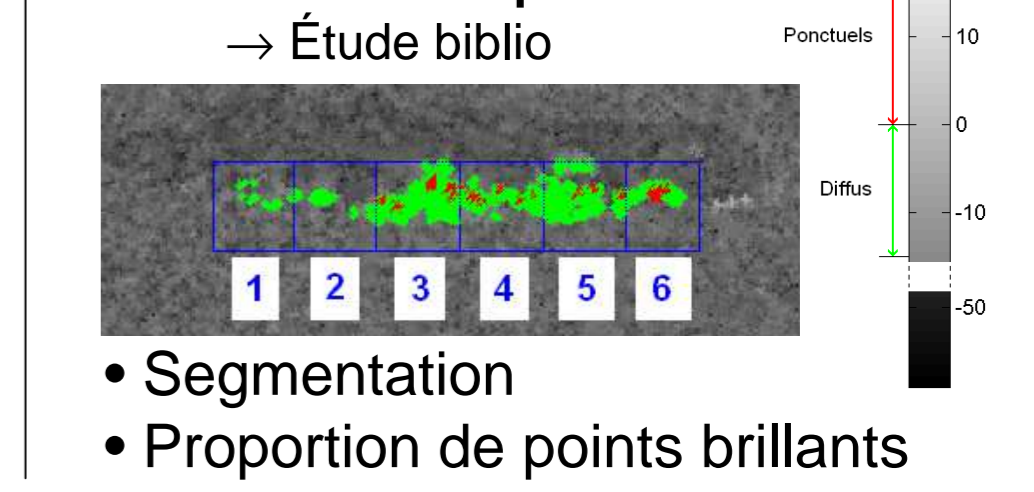 → Étude biblio
Ponctuels
10
0
Diffus
-10
-50
1 2 3 4 5 6
• Segmentation
• Proportion de points brillants